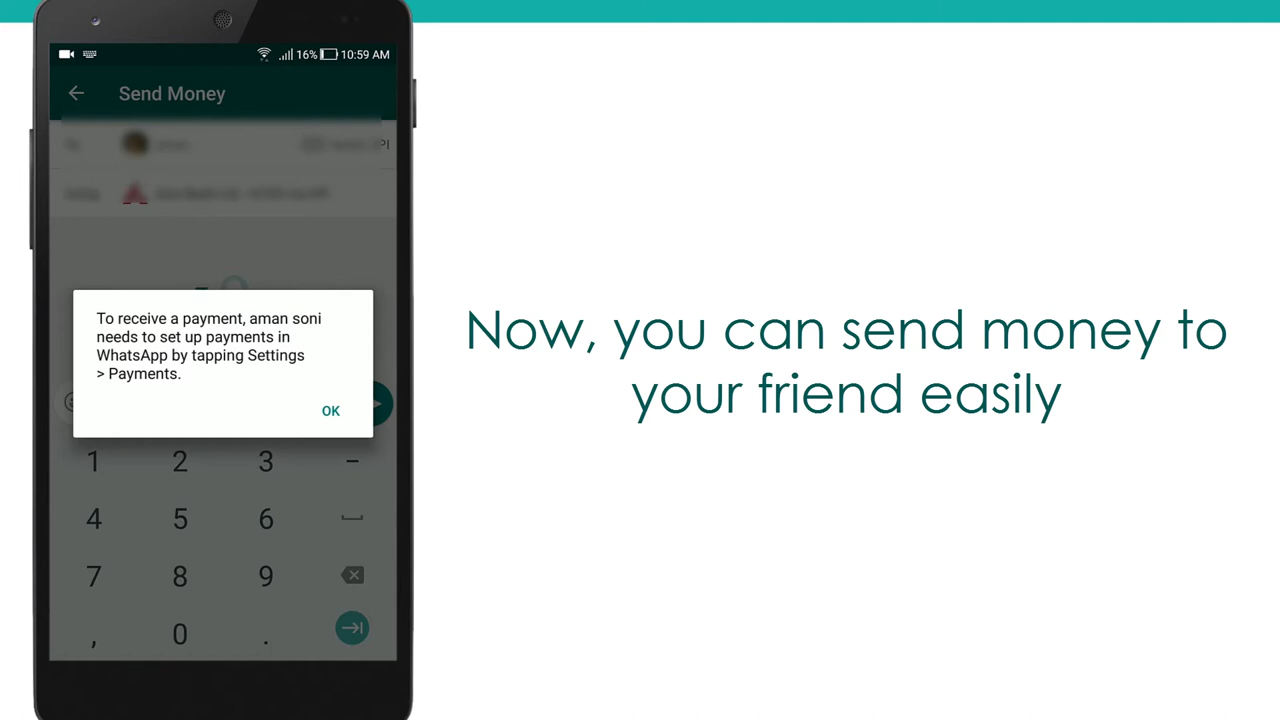 16% 10:59 AM
Send Money
To receive a payment, aman soni
needs to set up payments in
WhatsApp by tapping Settings
> Payments.
OK
Now, you can send money to
your friend easily
1 2 3 –
4 5 6
7 8 9
, 0 .